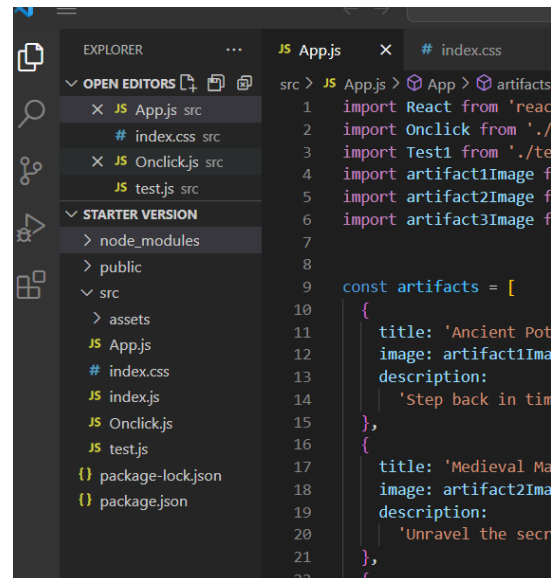 EXPLORER ...
OPEN EDITORS
JS App.js src
# index.css src
JS Onclick.js src
JS test.js src
STARTER VERSION
node_modules
public
src
assets
JS App.js
# index.css
JS index.js
JS Onclick.js
JS test.js
{} package-lock.json
{} package.json
JS App.js # index.css
src > JS App.js > App > artifacts
1 import React from 'reac
2 import Onclick from './
3 import Test1 from './te
4 import artifact1Image f
5 import artifact2Image f
6 import artifact3Image f
7
8
9 const artifacts = [
10 {
11 title: 'Ancient Pot
12 image: artifact1Ima
13 description:
14 'Step back in tim
15 },
16 {
17 title: 'Medieval Ma
18 image: artifact2Ima
19 description:
20 'Unravel the secr
21 },